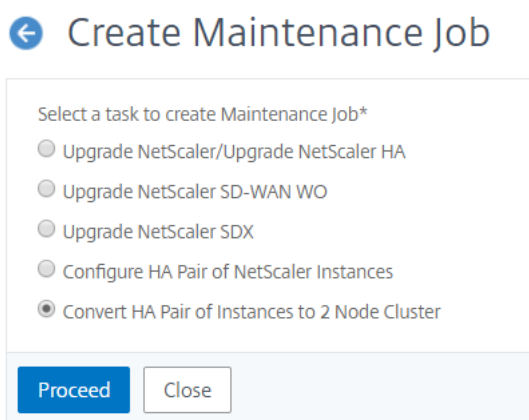 Create Maintenance Job
Select a task to create Maintenance Job*
Upgrade NetScaler/Upgrade NetScaler HA
Upgrade NetScaler SD-WAN WO
Upgrade NetScaler SDX
Configure HA Pair of NetScaler Instances
Convert HA Pair of Instances to 2 Node Cluster
Proceed Close